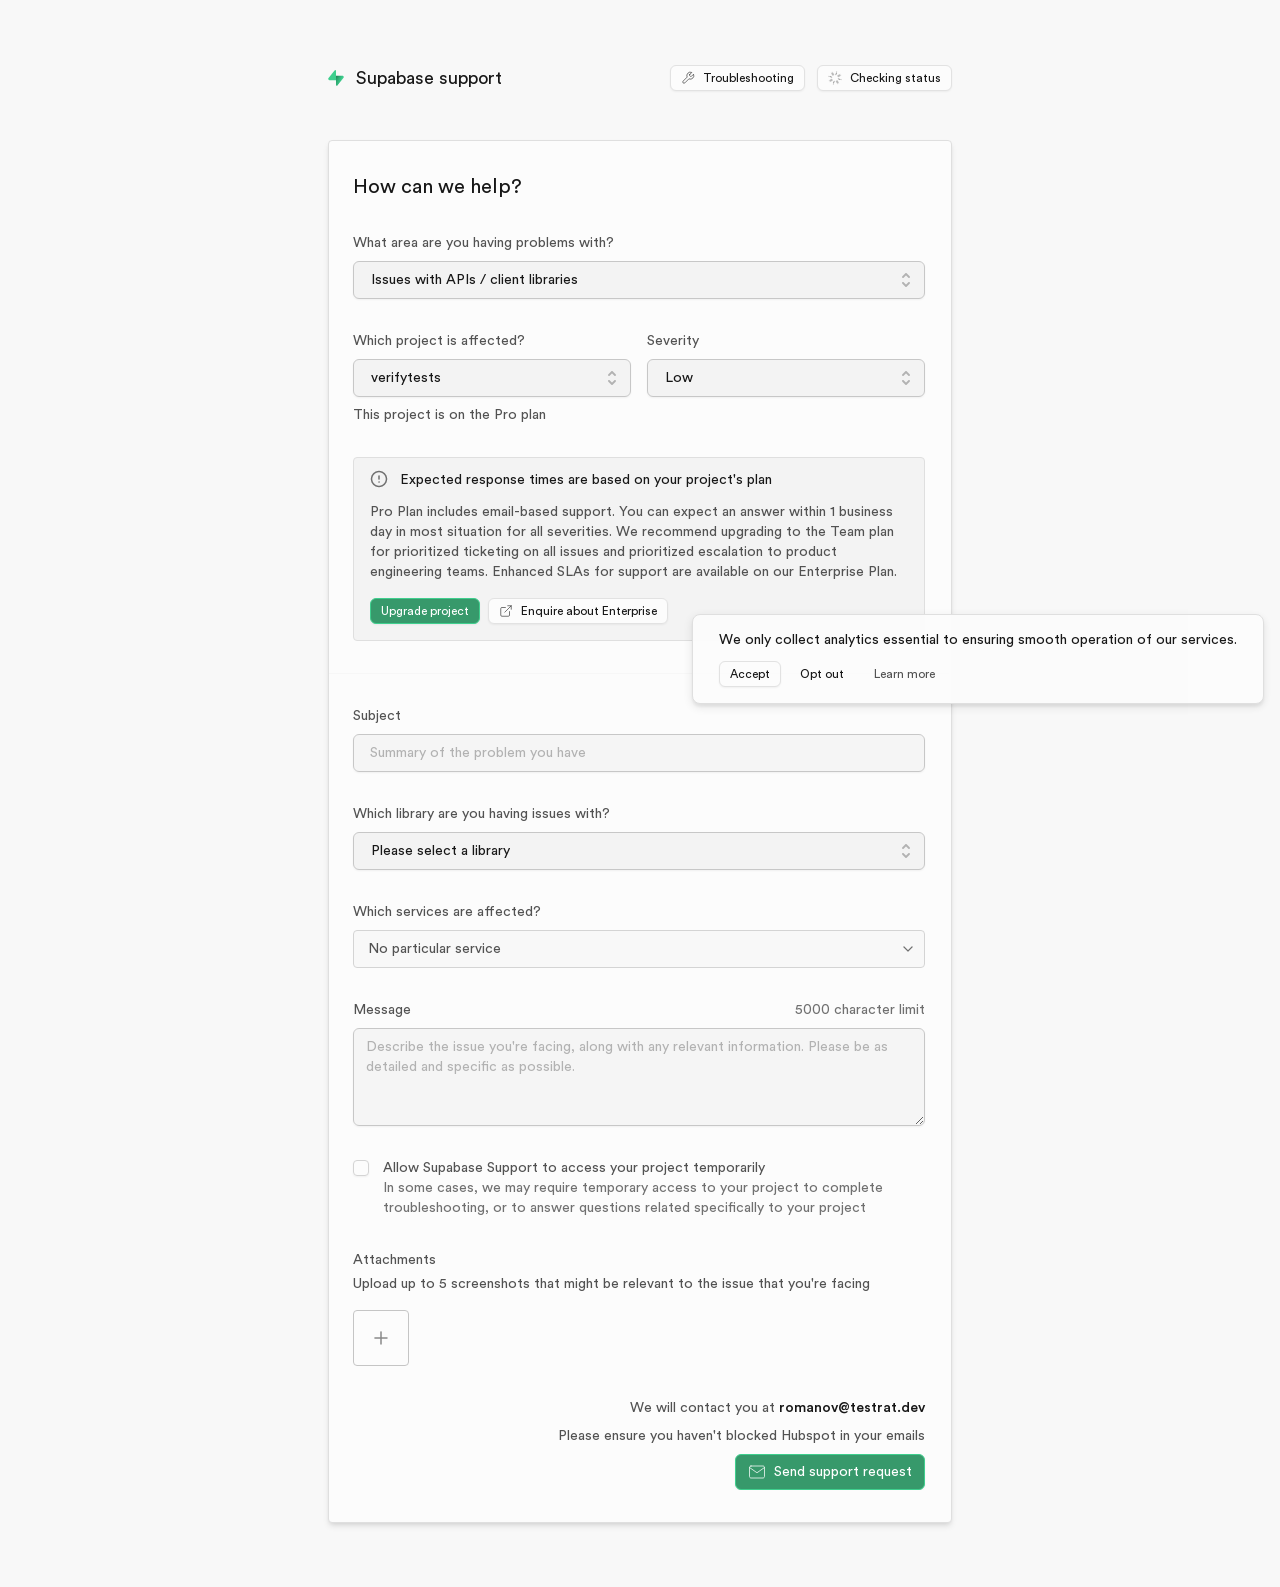 Supabase support
Troubleshooting
Checking status
How can we help?
What area are you having problems with?
Issues with APIs / client libraries
Which project is affected?
Severity
verifytests
Low
This project is on the Pro plan
Expected response times are based on your project's plan
Pro Plan includes email-based support. You can expect an answer within 1 business
day in most situation for all severities. We recommend upgrading to the Team plan
for prioritized ticketing on all issues and prioritized escalation to product
engineering teams. Enhanced SLAs for support are available on our Enterprise Plan.
Upgrade project
Enquire about Enterprise
We only collect analytics essential to ensuring smooth operation of our services.
Accept
Opt out
Learn more
Subject
Summary of the problem you have
Which library are you having issues with?
Please select a library
Which services are affected?
No particular service
Message
5000 character limit
Describe the issue you're facing, along with any relevant information. Please be as
detailed and specific as possible.
Allow Supabase Support to access your project temporarily
In some cases, we may require temporary access to your project to complete
troubleshooting, or to answer questions related specifically to your project
Attachments
Upload up to 5 screenshots that might be relevant to the issue that you're facing
We will contact you at romanov@testrat.dev
Please ensure you haven't blocked Hubspot in your emails
Send support request